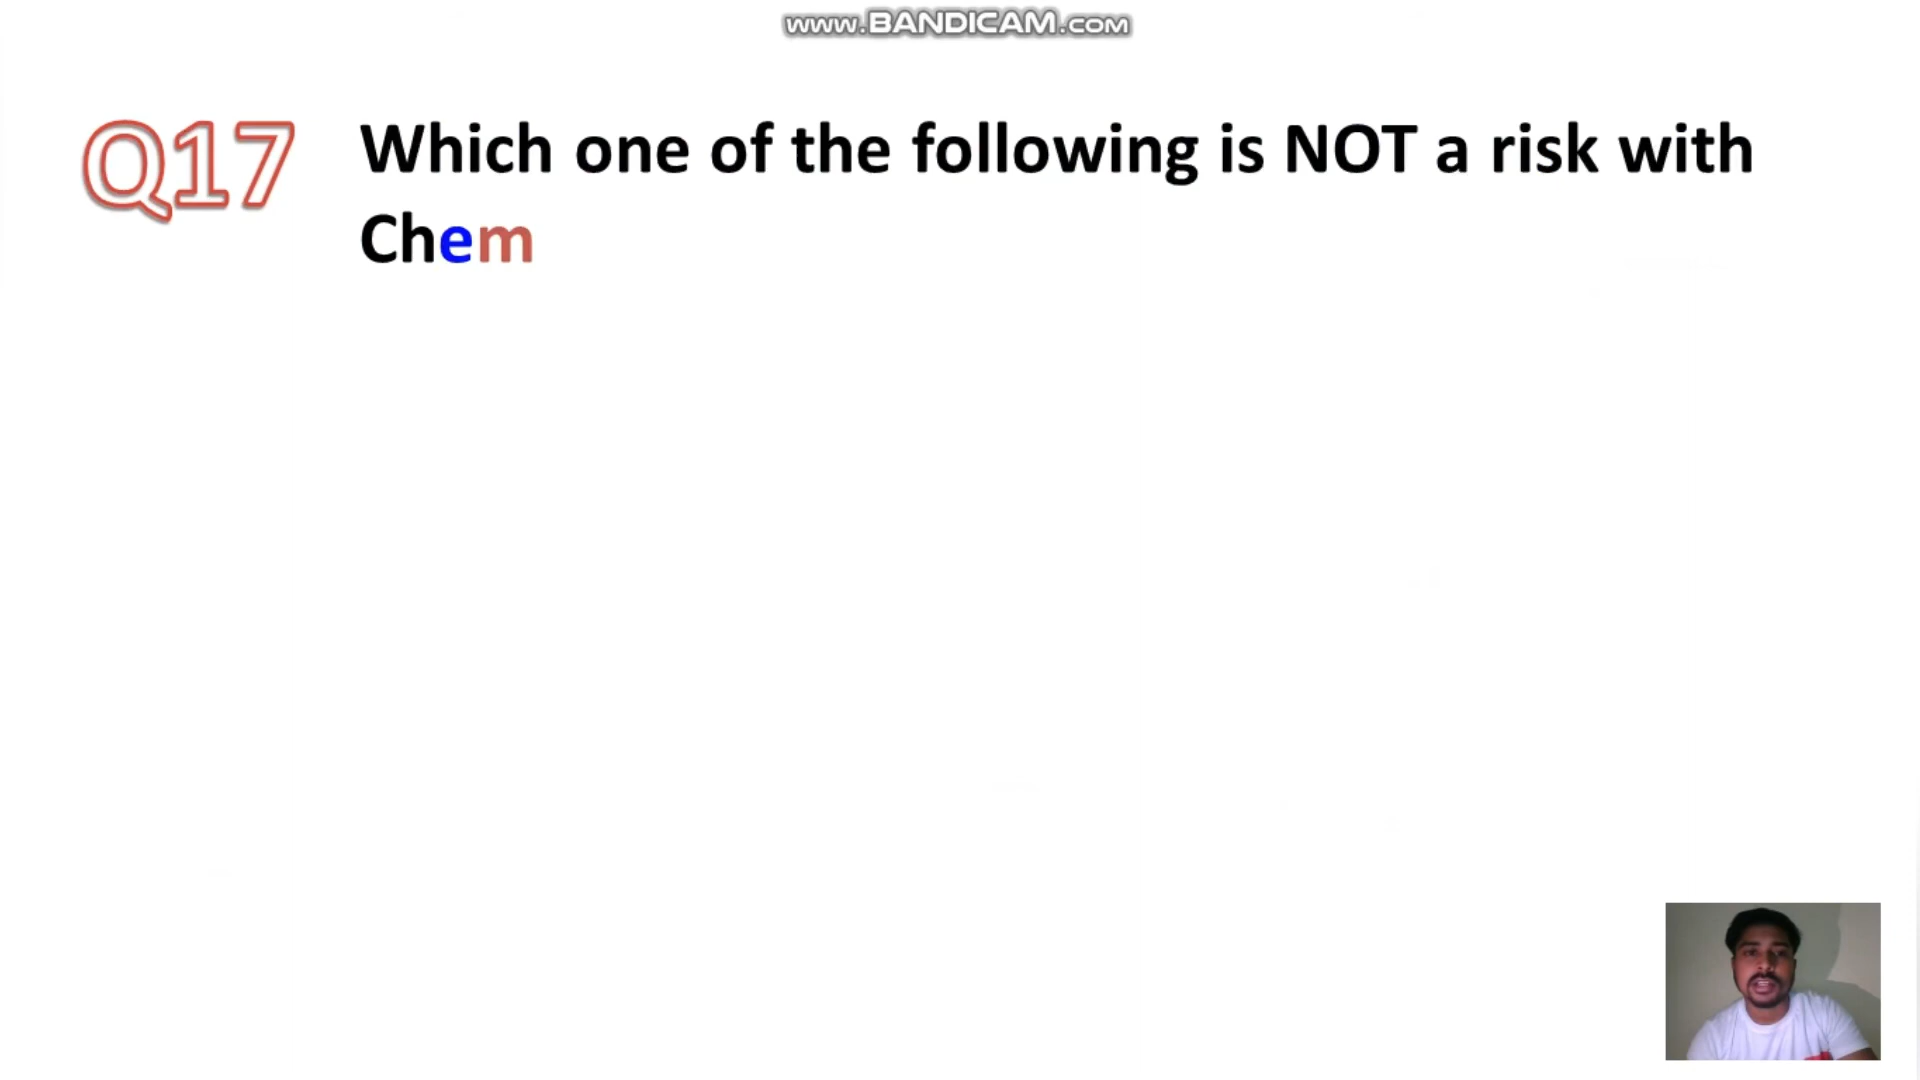 www.BANDICAM.com
Q17
Which one of the following is NOT a risk with
Chem